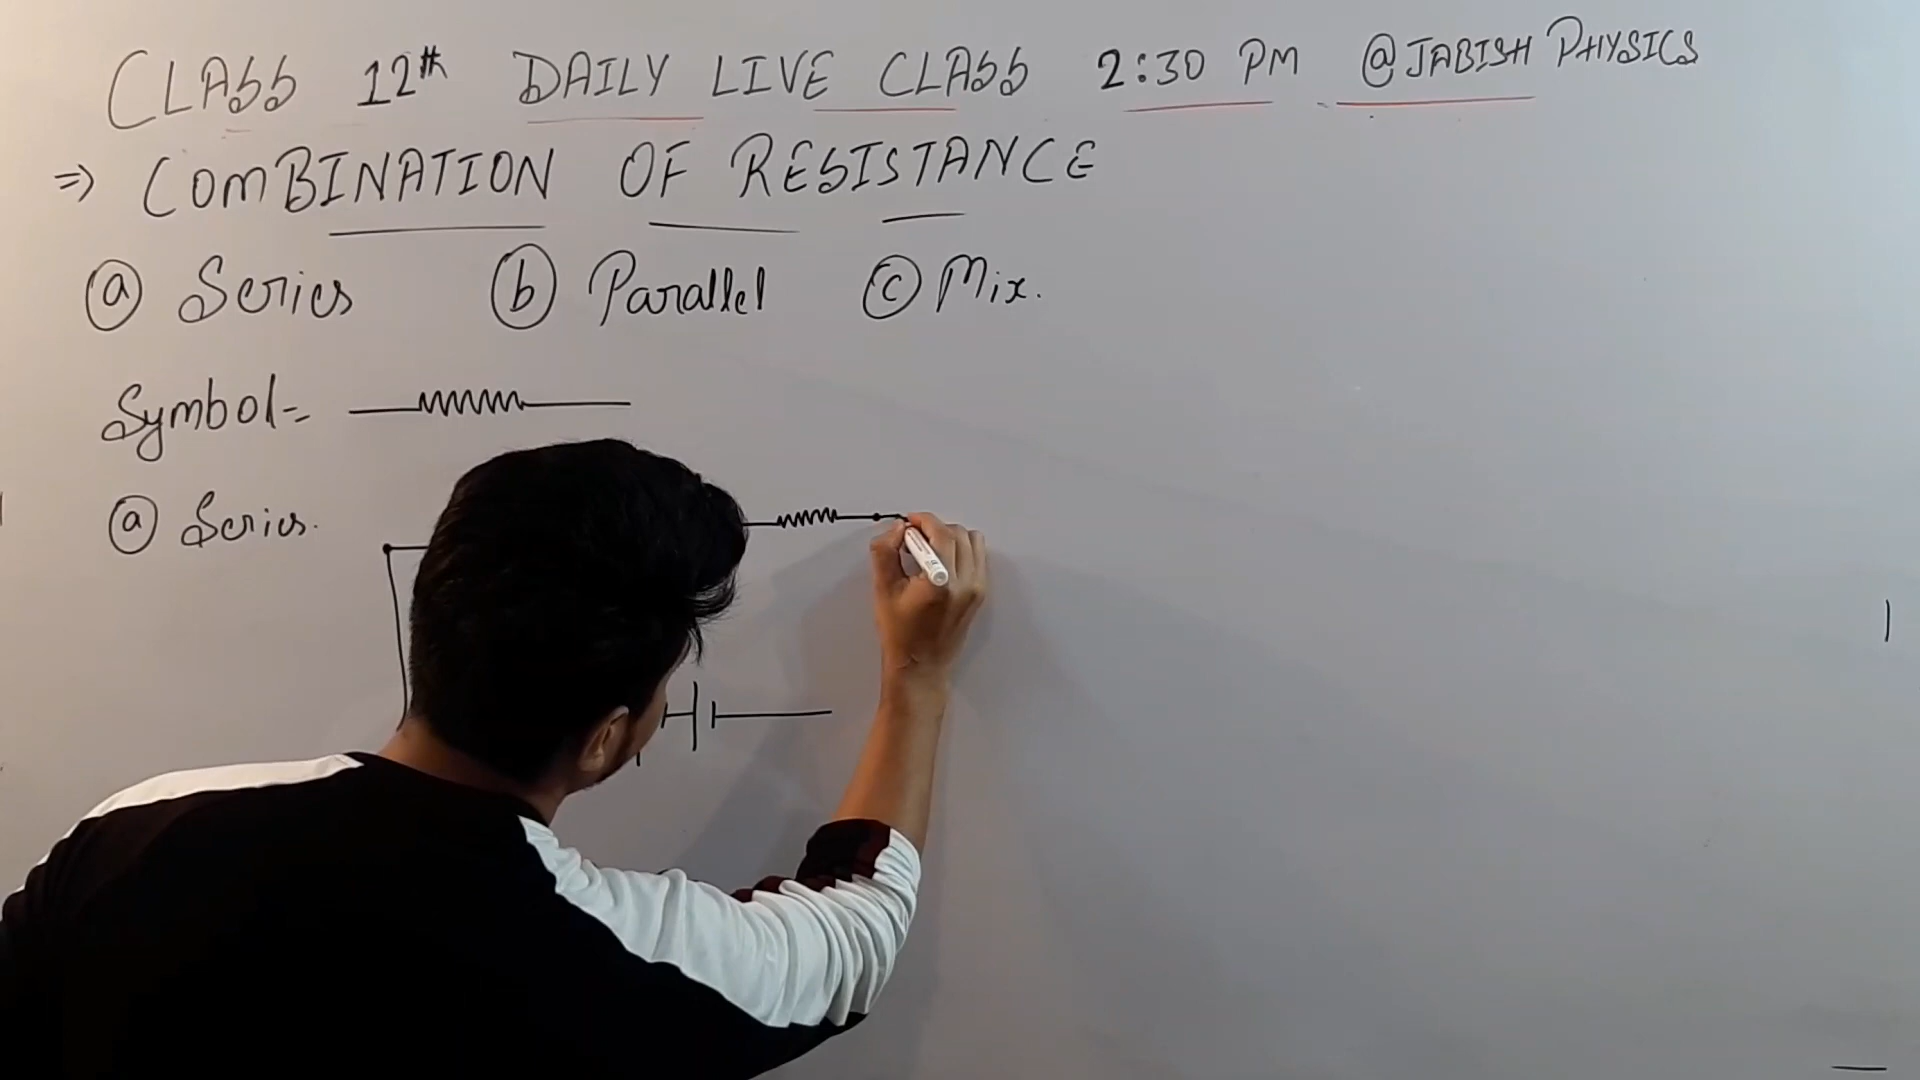 CLASS 12th DAILY LIVE CLASS 2:30 PM @JABISH PHYSICS
⇒ COMBINATION OF RESISTANCE
ⓐ Series ⓑ Parallel ⓒ Mix.
Symbol-
ⓐ Series.